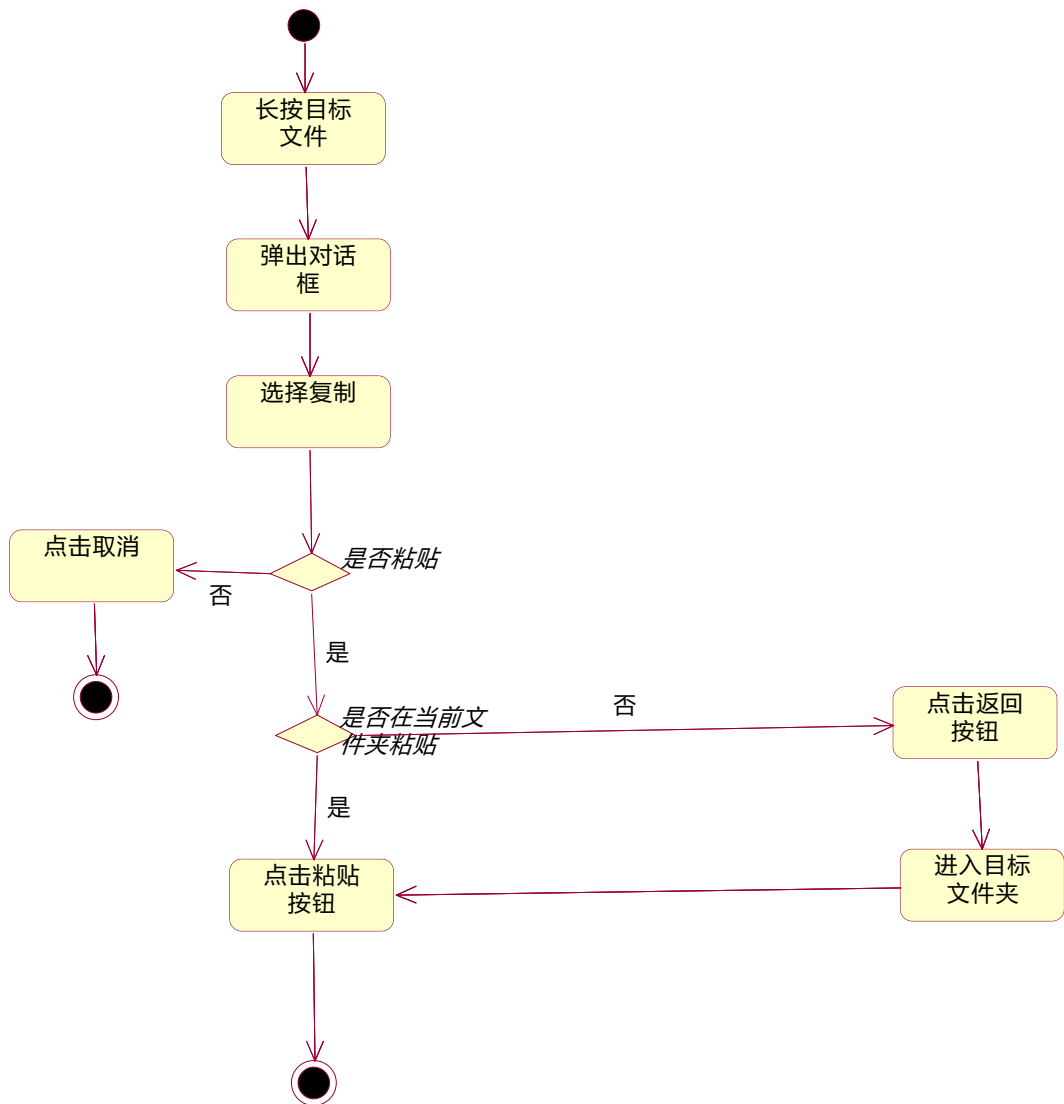 长按目标
文件
弹出对话
框
选择复制
点击取消
是否粘贴
否
是
是否在当前文
件夹粘贴
否
点击返回
按钮
是
点击粘贴
按钮
进入目标
文件夹